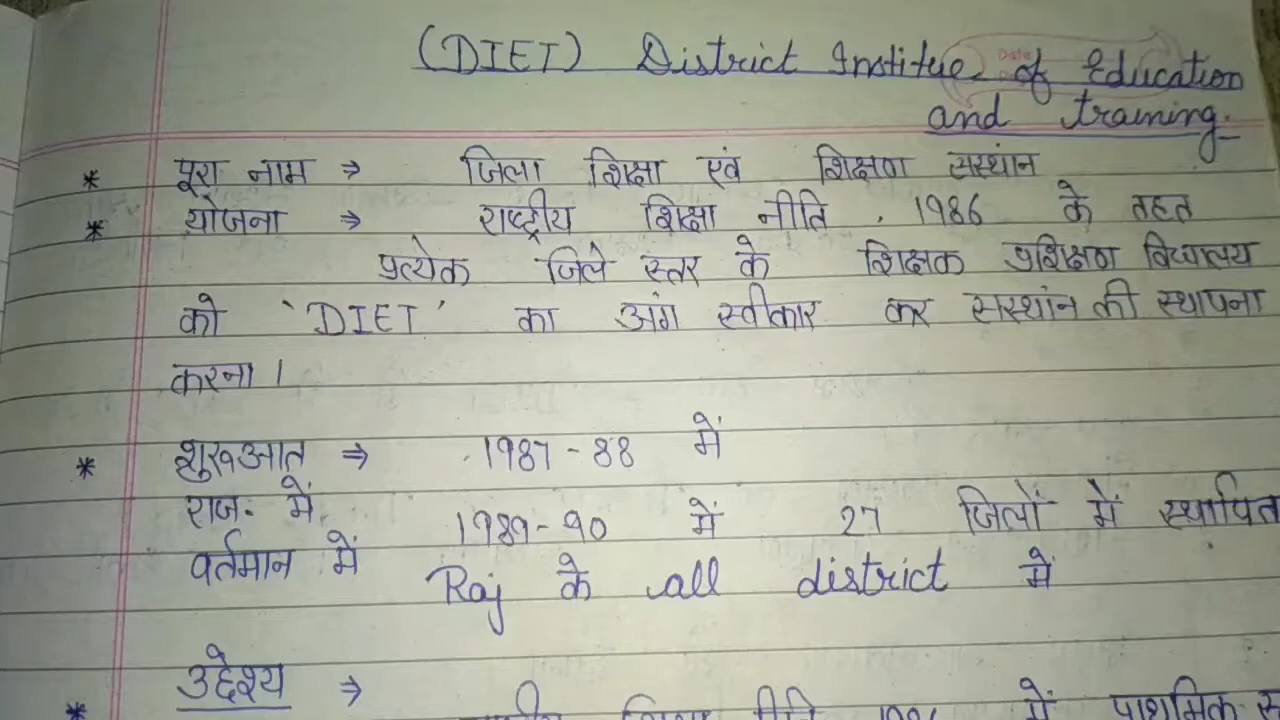 (DIET) District Institue of Education
and training.
* पूरा नाम ⇒ जिला शिक्षा एवं शिक्षण संस्थान
* योजना ⇒ राष्ट्रीय शिक्षा नीति . 1986 के तहत
प्रत्येक जिले स्तर के शिक्षक प्रशिक्षण विधालय
को 'DIET' का अंग स्वीकार कर संस्थान की स्थापना
करना।
* शुरुआत ⇒ 1987-88 में
राज. में 1989-90 में 27 जिलों में स्थापित
वर्तमान में Raj के all district में
* उद्देश्य ⇒